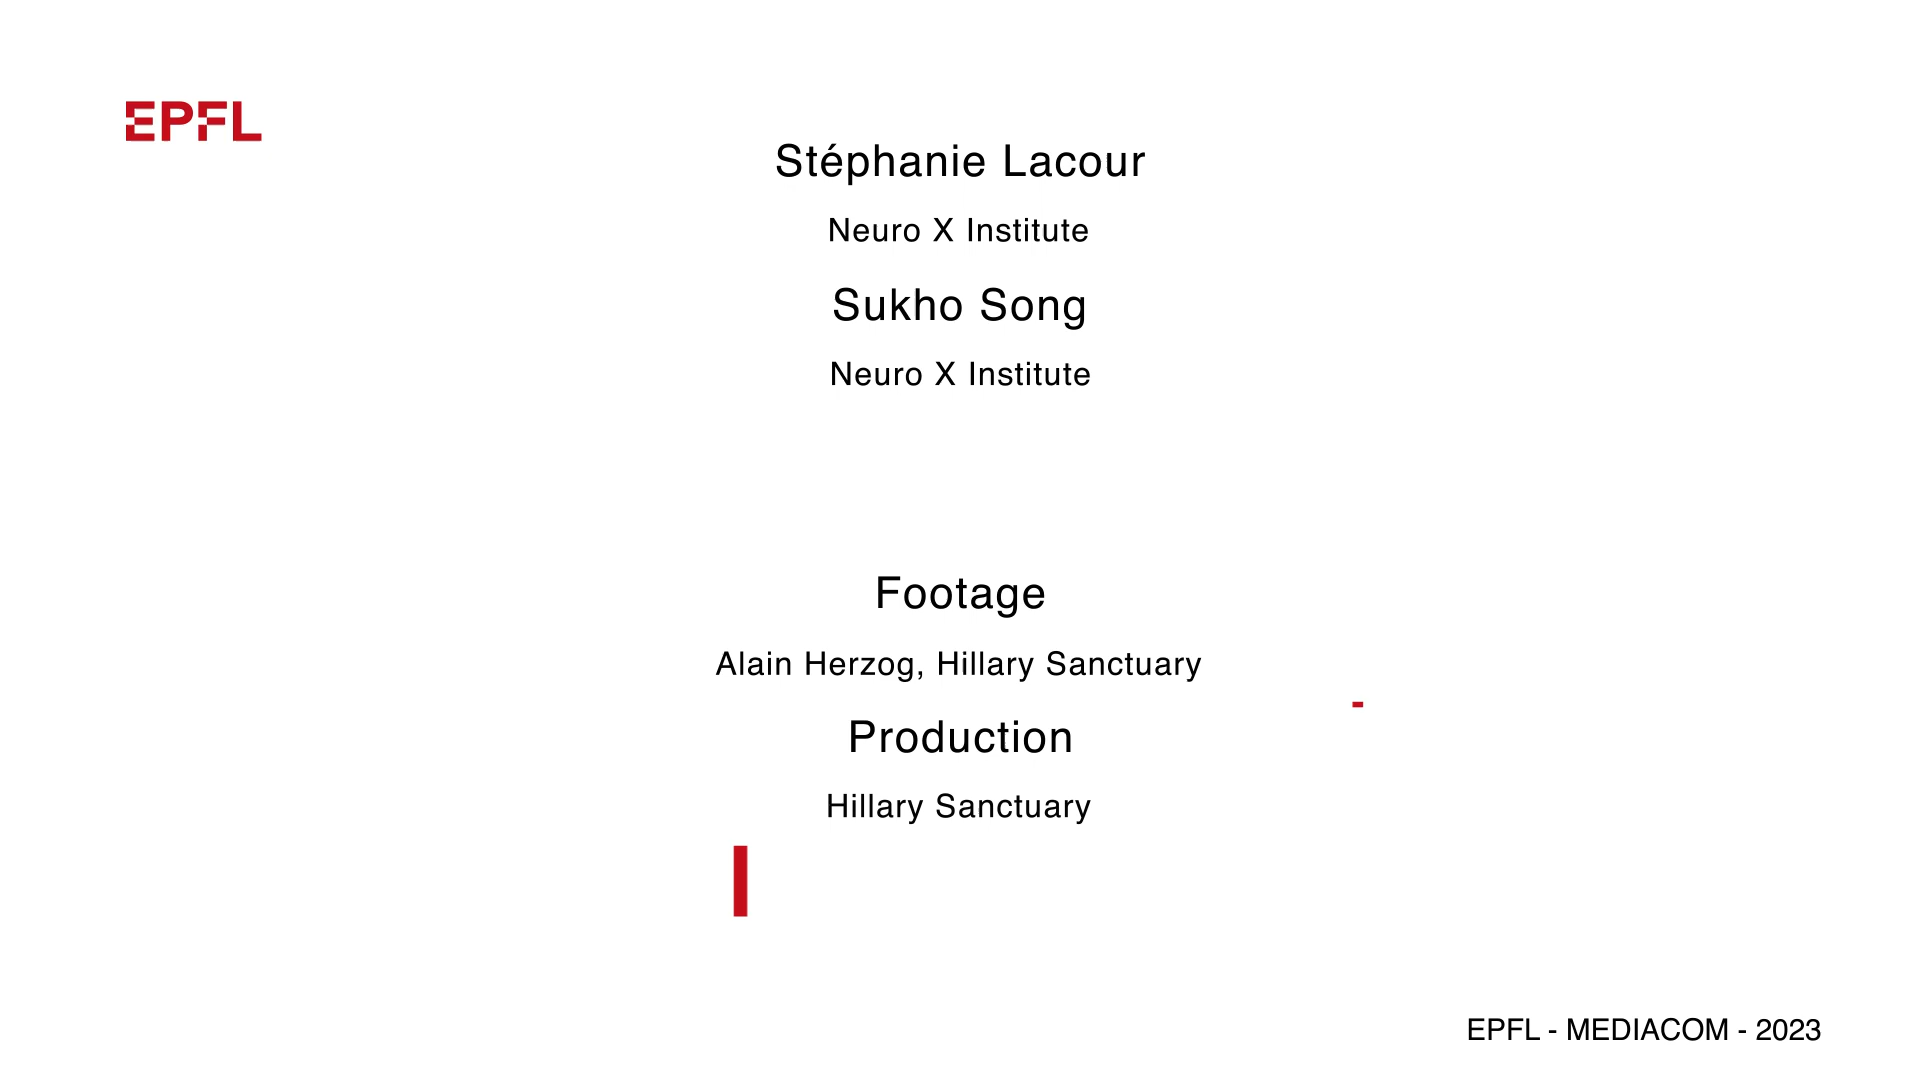 EPFL
Stéphanie Lacour
Neuro X Institute
Sukho Song
Neuro X Institute
Footage
Alain Herzog, Hillary Sanctuary
Production
Hillary Sanctuary
EPFL - MEDIACOM - 2023